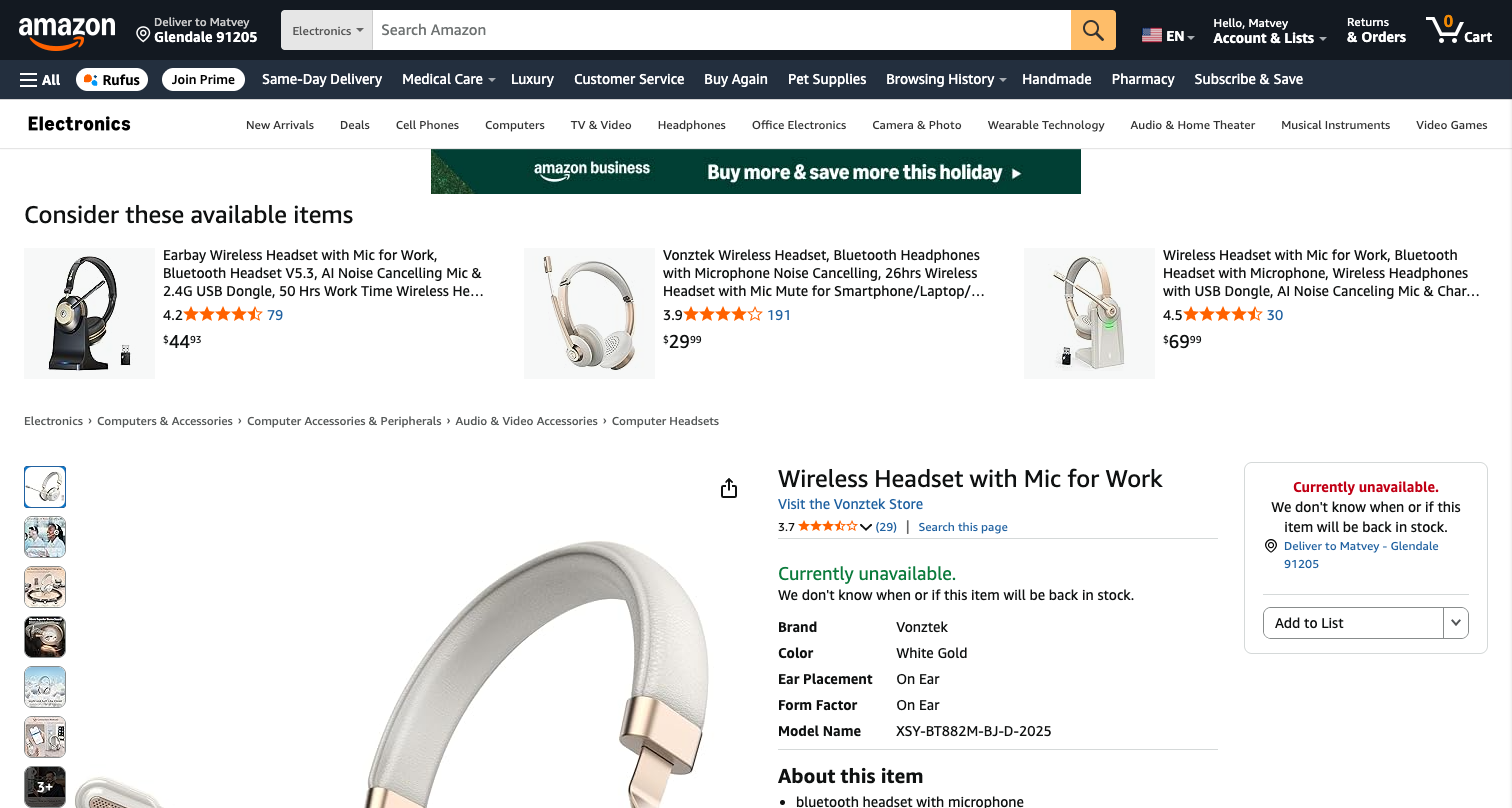 amazon
Deliver to Matvey
Glendale 91205
Electronics
Search Amazon
EN
Hello, Matvey
Account & Lists
Returns
& Orders
0
Cart
All
Rufus
Join Prime
Same-Day Delivery
Medical Care
Luxury
Customer Service
Buy Again
Pet Supplies
Browsing History
Handmade
Pharmacy
Subscribe & Save
Electronics
New Arrivals
Deals
Cell Phones
Computers
TV & Video
Headphones
Office Electronics
Camera & Photo
Wearable Technology
Audio & Home Theater
Musical Instruments
Video Games
amazon business
Buy more & save more this holiday ▸
Consider these available items
Earbay Wireless Headset with Mic for Work,
Bluetooth Headset V5.3, AI Noise Cancelling Mic &
2.4G USB Dongle, 50 Hrs Work Time Wireless He…
4.2 79
$44⁹³
Vonztek Wireless Headset, Bluetooth Headphones
with Microphone Noise Cancelling, 26hrs Wireless
Headset with Mic Mute for Smartphone/Laptop/…
3.9 191
$29⁹⁹
Wireless Headset with Mic for Work, Bluetooth
Headset with Microphone, Wireless Headphones
with USB Dongle, AI Noise Canceling Mic & Char…
4.5 30
$69⁹⁹
Electronics › Computers & Accessories › Computer Accessories & Peripherals › Audio & Video Accessories › Computer Headsets
3+
Wireless Headset with Mic for Work
Visit the Vonztek Store
3.7 (29) | Search this page
Currently unavailable.
We don't know when or if this item will be back in stock.
Brand Vonztek
Color White Gold
Ear Placement On Ear
Form Factor On Ear
Model Name XSY-BT882M-BJ-D-2025
About this item
• bluetooth headset with microphone
Currently unavailable.
We don't know when or if this
item will be back in stock.
Deliver to Matvey - Glendale
91205
Add to List